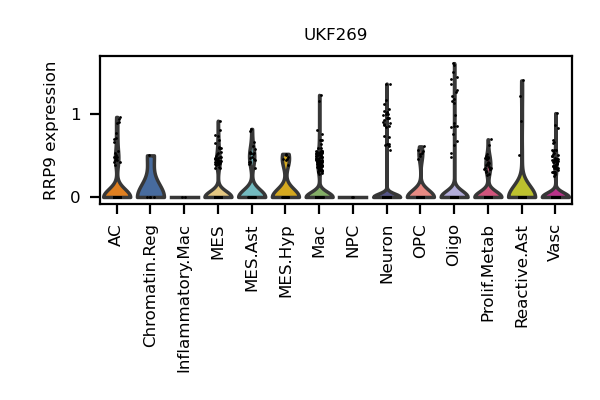 UKF269
RRP9 expression
1
0
AC
Chromatin.Reg
Inflammatory.Mac
MES
MES.Ast
MES.Hyp
Mac
NPC
Neuron
OPC
Oligo
Prolif.Metab
Reactive.Ast
Vasc